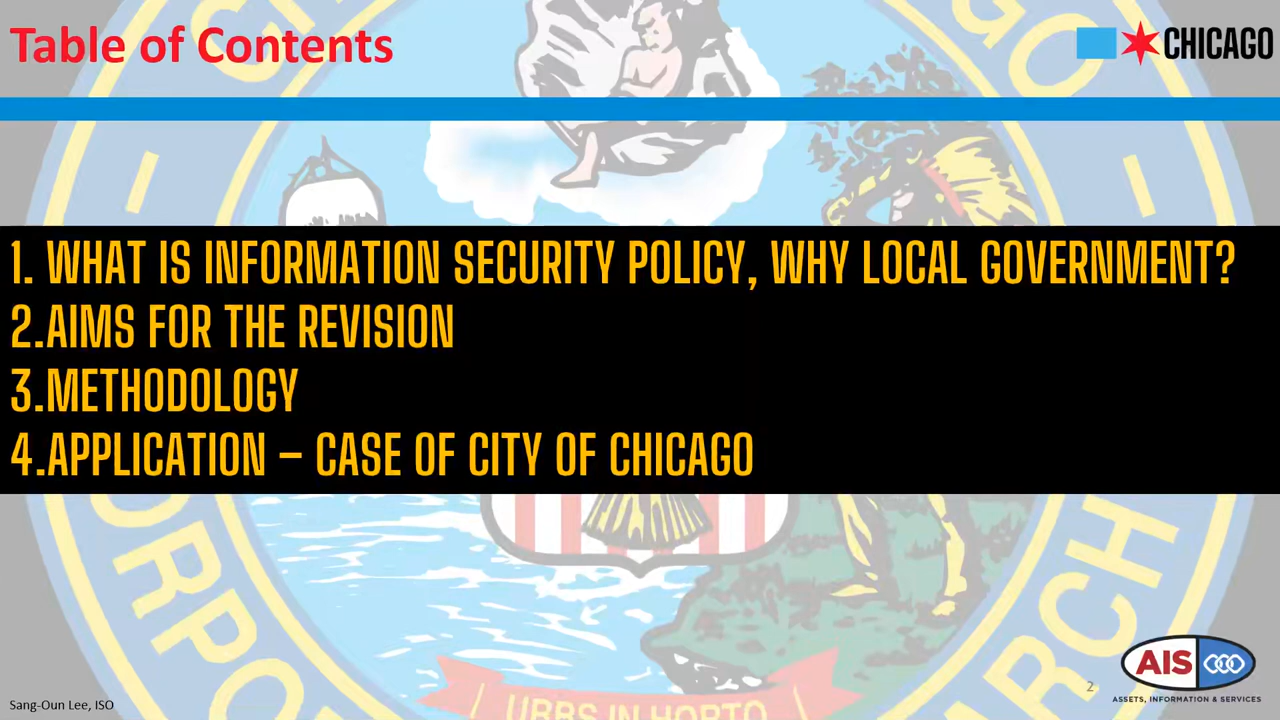 Table of Contents
CHICAGO
1. WHAT IS INFORMATION SECURITY POLICY, WHY LOCAL GOVERNMENT?
2.AIMS FOR THE REVISION
3.METHODOLOGY
4.APPLICATION – CASE OF CITY OF CHICAGO
URBS IN HORTO
AIS
ASSETS, INFORMATION & SERVICES
2
Sang-Oun Lee, ISO